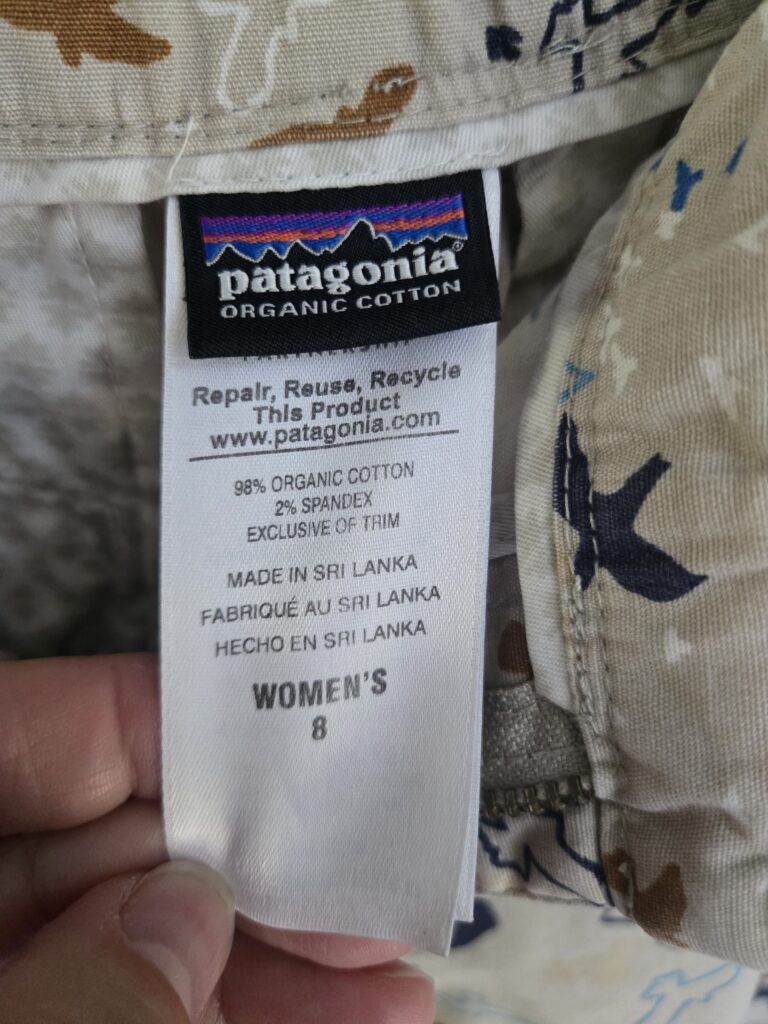 patagonia®
ORGANIC COTTON
PARTNERSHIP
Repair, Reuse, Recycle
This Product
www.patagonia.com
98% ORGANIC COTTON
2% SPANDEX
EXCLUSIVE OF TRIM
MADE IN SRI LANKA
FABRIQUÉ AU SRI LANKA
HECHO EN SRI LANKA
WOMEN'S
8